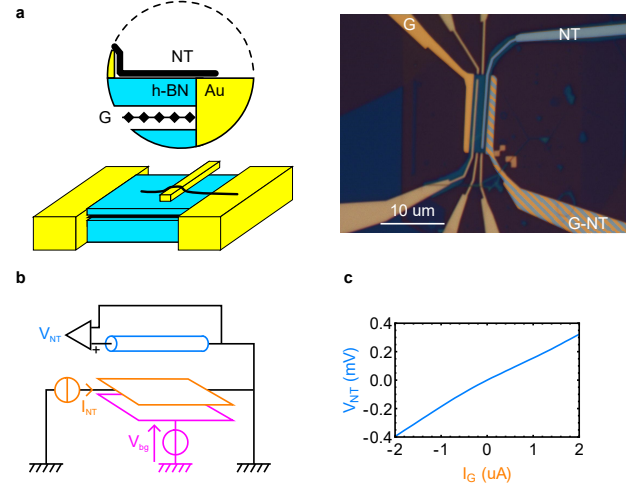 a
NT
h-BN
Au
G
G
NT
10 um
G-NT
b
V_NT
+
I_NT
V_bg
c
0.4
0.2
0.0
-0.2
-0.4
V_NT (mV)
-2
-1
0
1
2
I_G (uA)